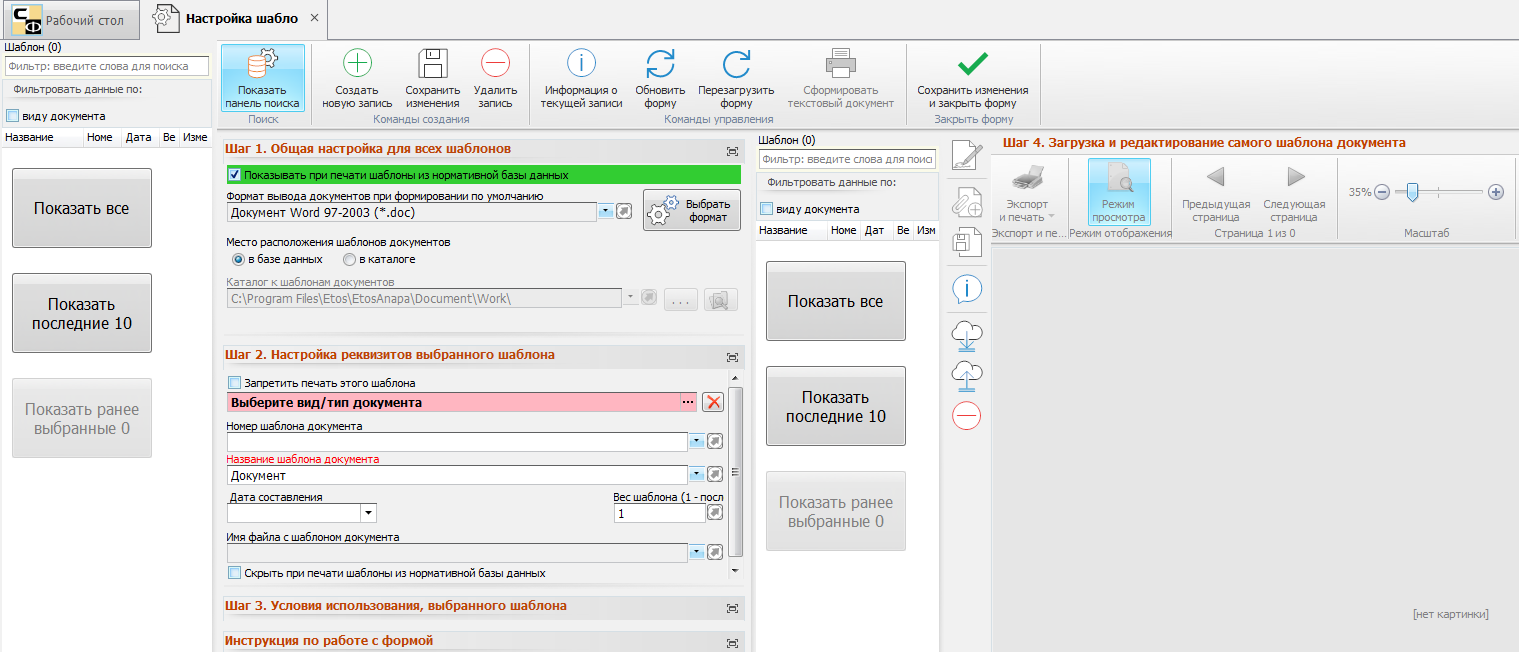 Рабочий стол
Настройка шабло
Шаблон (0)
Фильтр: введите слова для поиска
Фильтровать данные по:
виду документа
Название Номе Дата Ве Изме
Показать все
Показать
последние 10
Показать ранее
выбранные 0
Показать
панель поиска
Поиск
Создать
новую запись
Сохранить
изменения
Удалить
запись
Команды создания
Информация о
текущей записи
Обновить
форму
Перезагрузить
форму
Сформировать
текстовый документ
Команды управления
Сохранить изменения
и закрыть форму
Закрыть форму
Шаг 1. Общая настройка для всех шаблонов
Показывать при печати шаблоны из нормативной базы данных
Формат вывода документов при формировании по умолчанию
Документ Word 97-2003 (*.doc)
Выбрать
формат
Место расположения шаблонов документов
в базе данных в каталоге
Каталог к шаблонам документов
C:\Program Files\Etos\EtosAnapa\Document\Work\
...
Шаг 2. Настройка реквизитов выбранного шаблона
Запретить печать этого шаблона
Выберите вид/тип документа ...
Номер шаблона документа
Название шаблона документа
Документ
Дата составления Вес шаблона (1 - посл
1
Имя файла с шаблоном документа
Скрыть при печати шаблоны из нормативной базы данных
Шаг 3. Условия использования, выбранного шаблона
Инструкция по работе с формой
Шаблон (0)
Фильтр: введите слова для поис
Фильтровать данные по:
виду документа
Название Номе Дат Ве Изм
Показать все
Показать
последние 10
Показать ранее
выбранные 0
Шаг 4. Загрузка и редактирование самого шаблона документа
Экспорт
и печать
Экспорт и пе...
Режим
просмотра
Режим отображения
Предыдущая
страница
Следующая
страница
Страница 1 из 0
35%
Масштаб
[нет картинки]